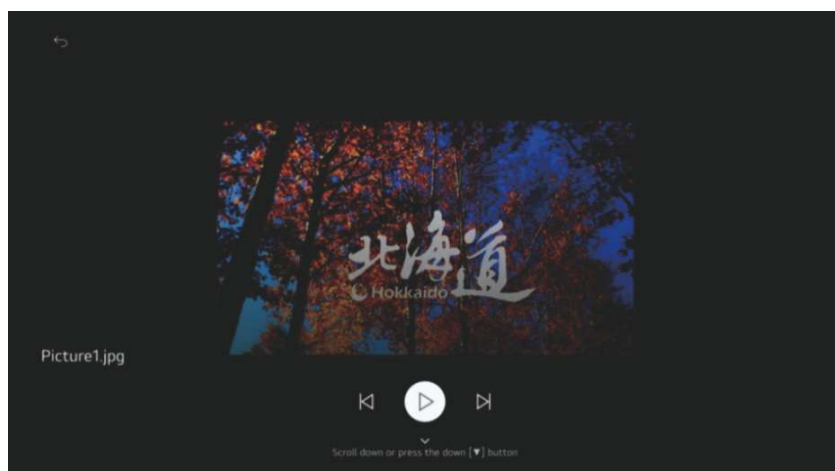 北海道
Hokkaido
Picture1.jpg
Scroll down or press the down [▼] button